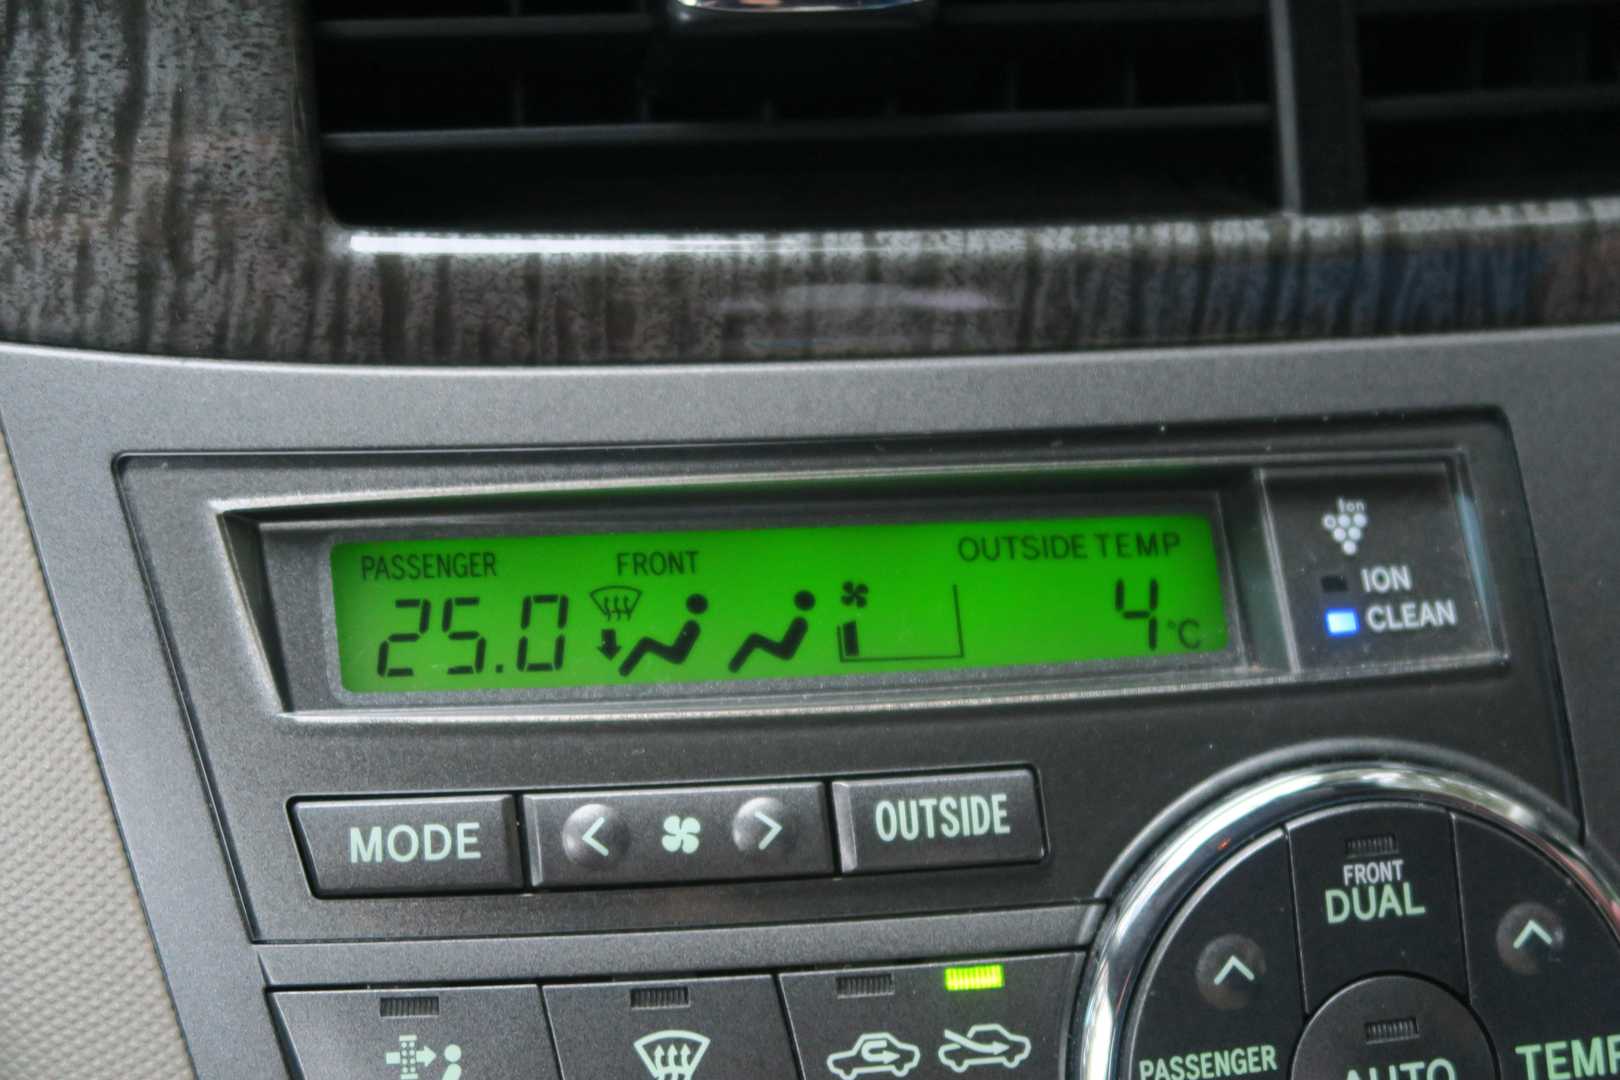 PASSENGER FRONT OUTSIDE TEMP
25.0 4°C
Ion
ION
CLEAN
MODE < > OUTSIDE
FRONT
DUAL
PASSENGER AUTO TEMP